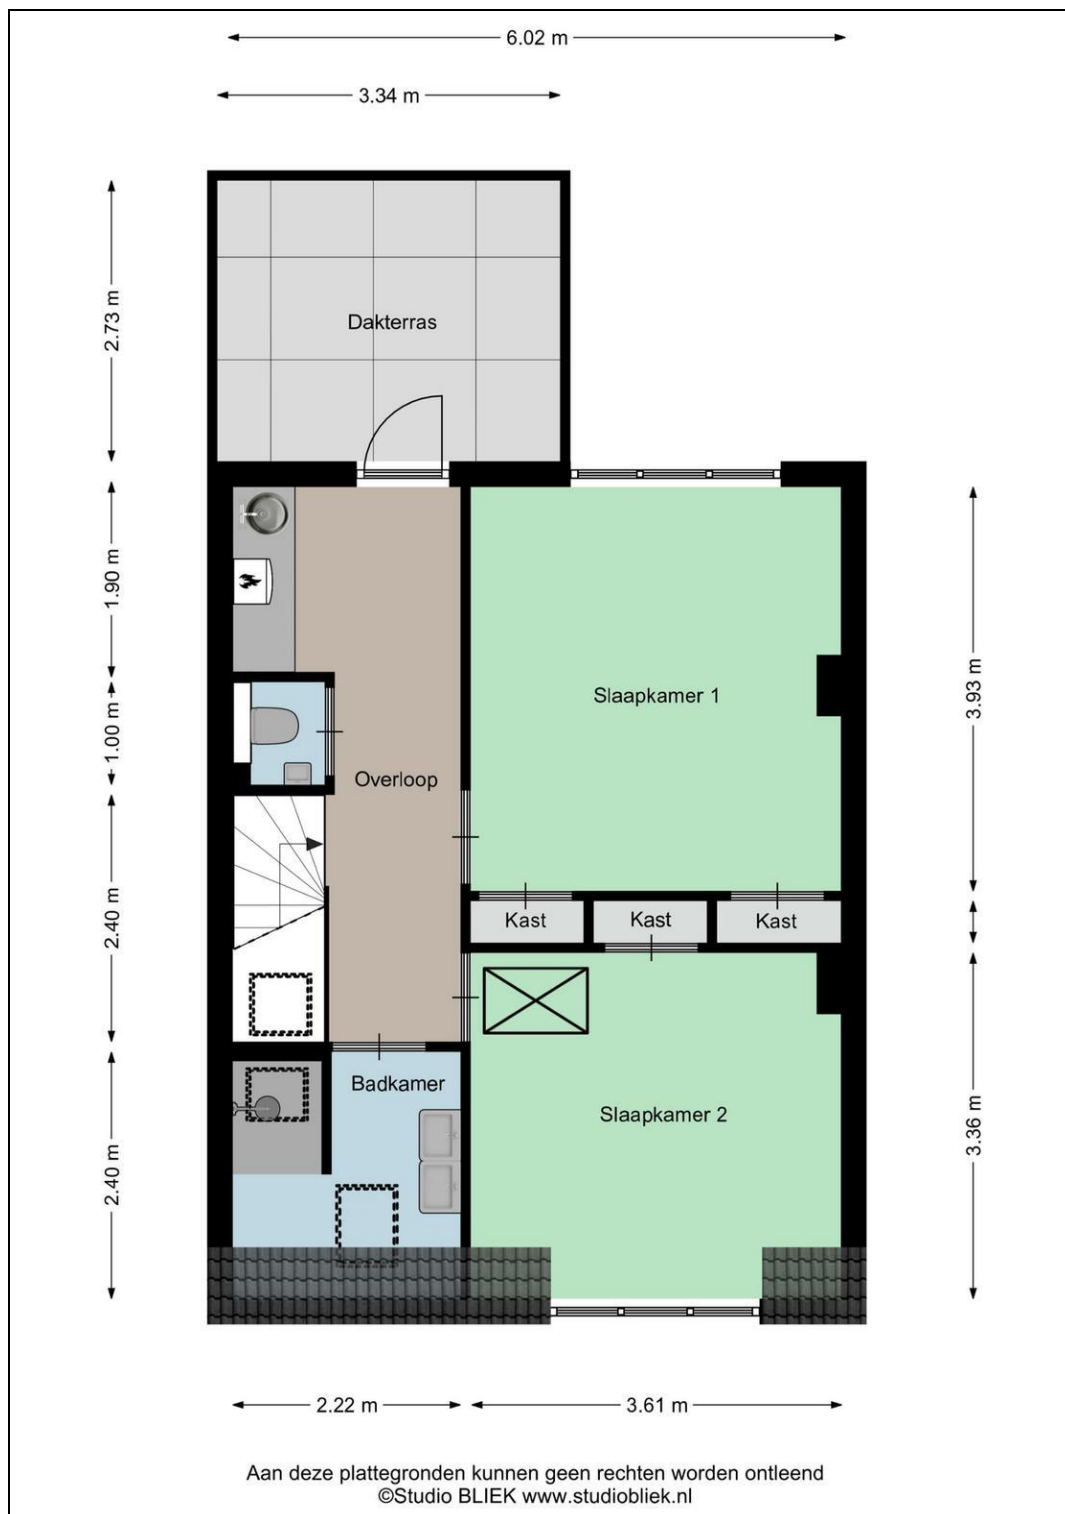 6.02 m
3.34 m
2.73 m
Dakterras
1.90 m
1.00 m
Slaapkamer 1
3.93 m
Overloop
2.40 m
Kast
Kast
Kast
Badkamer
Slaapkamer 2
2.40 m
3.36 m
2.22 m
3.61 m
Aan deze plattegronden kunnen geen rechten worden ontleend
©Studio BLIEK www.studiobliek.nl